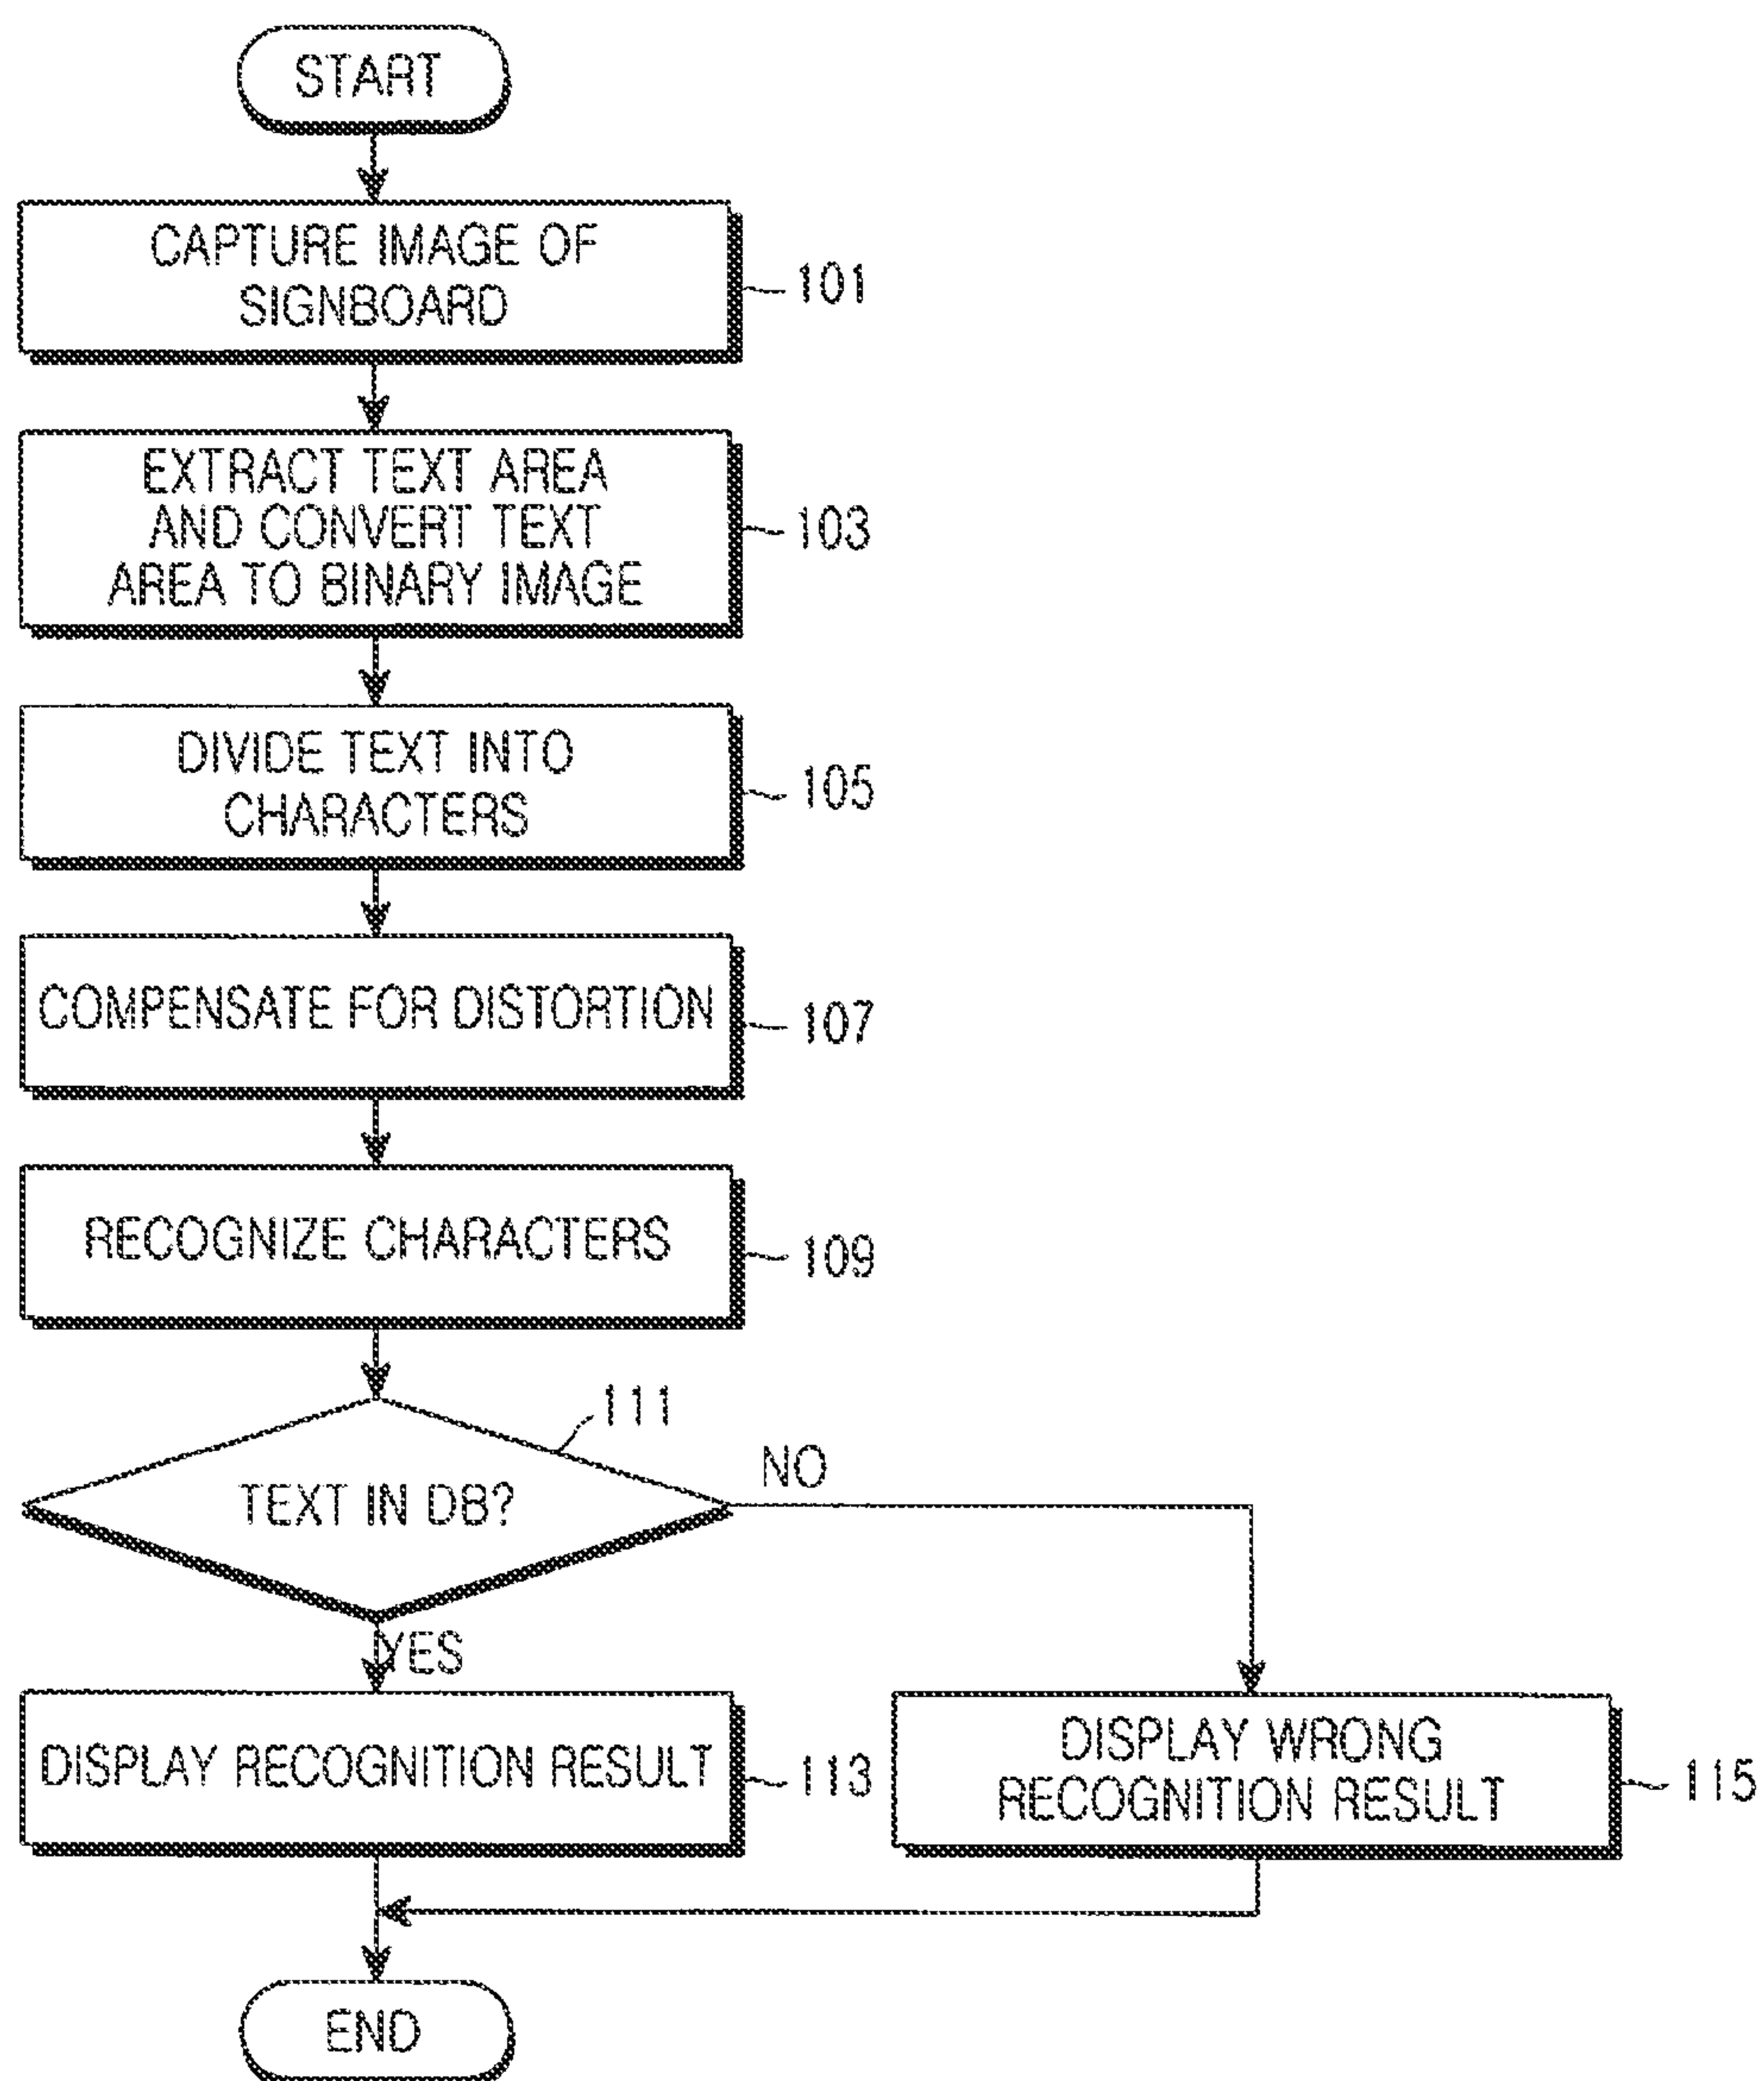 START
CAPTURE IMAGE OF
SIGNBOARD
101
EXTRACT TEXT AREA
AND CONVERT TEXT
AREA TO BINARY IMAGE
103
DIVIDE TEXT INTO
CHARACTERS
105
COMPENSATE FOR DISTORTION
107
RECOGNIZE CHARACTERS
109
111
TEXT IN DB?
NO
YES
DISPLAY RECOGNITION RESULT
113
DISPLAY WRONG
RECOGNITION RESULT
115
END